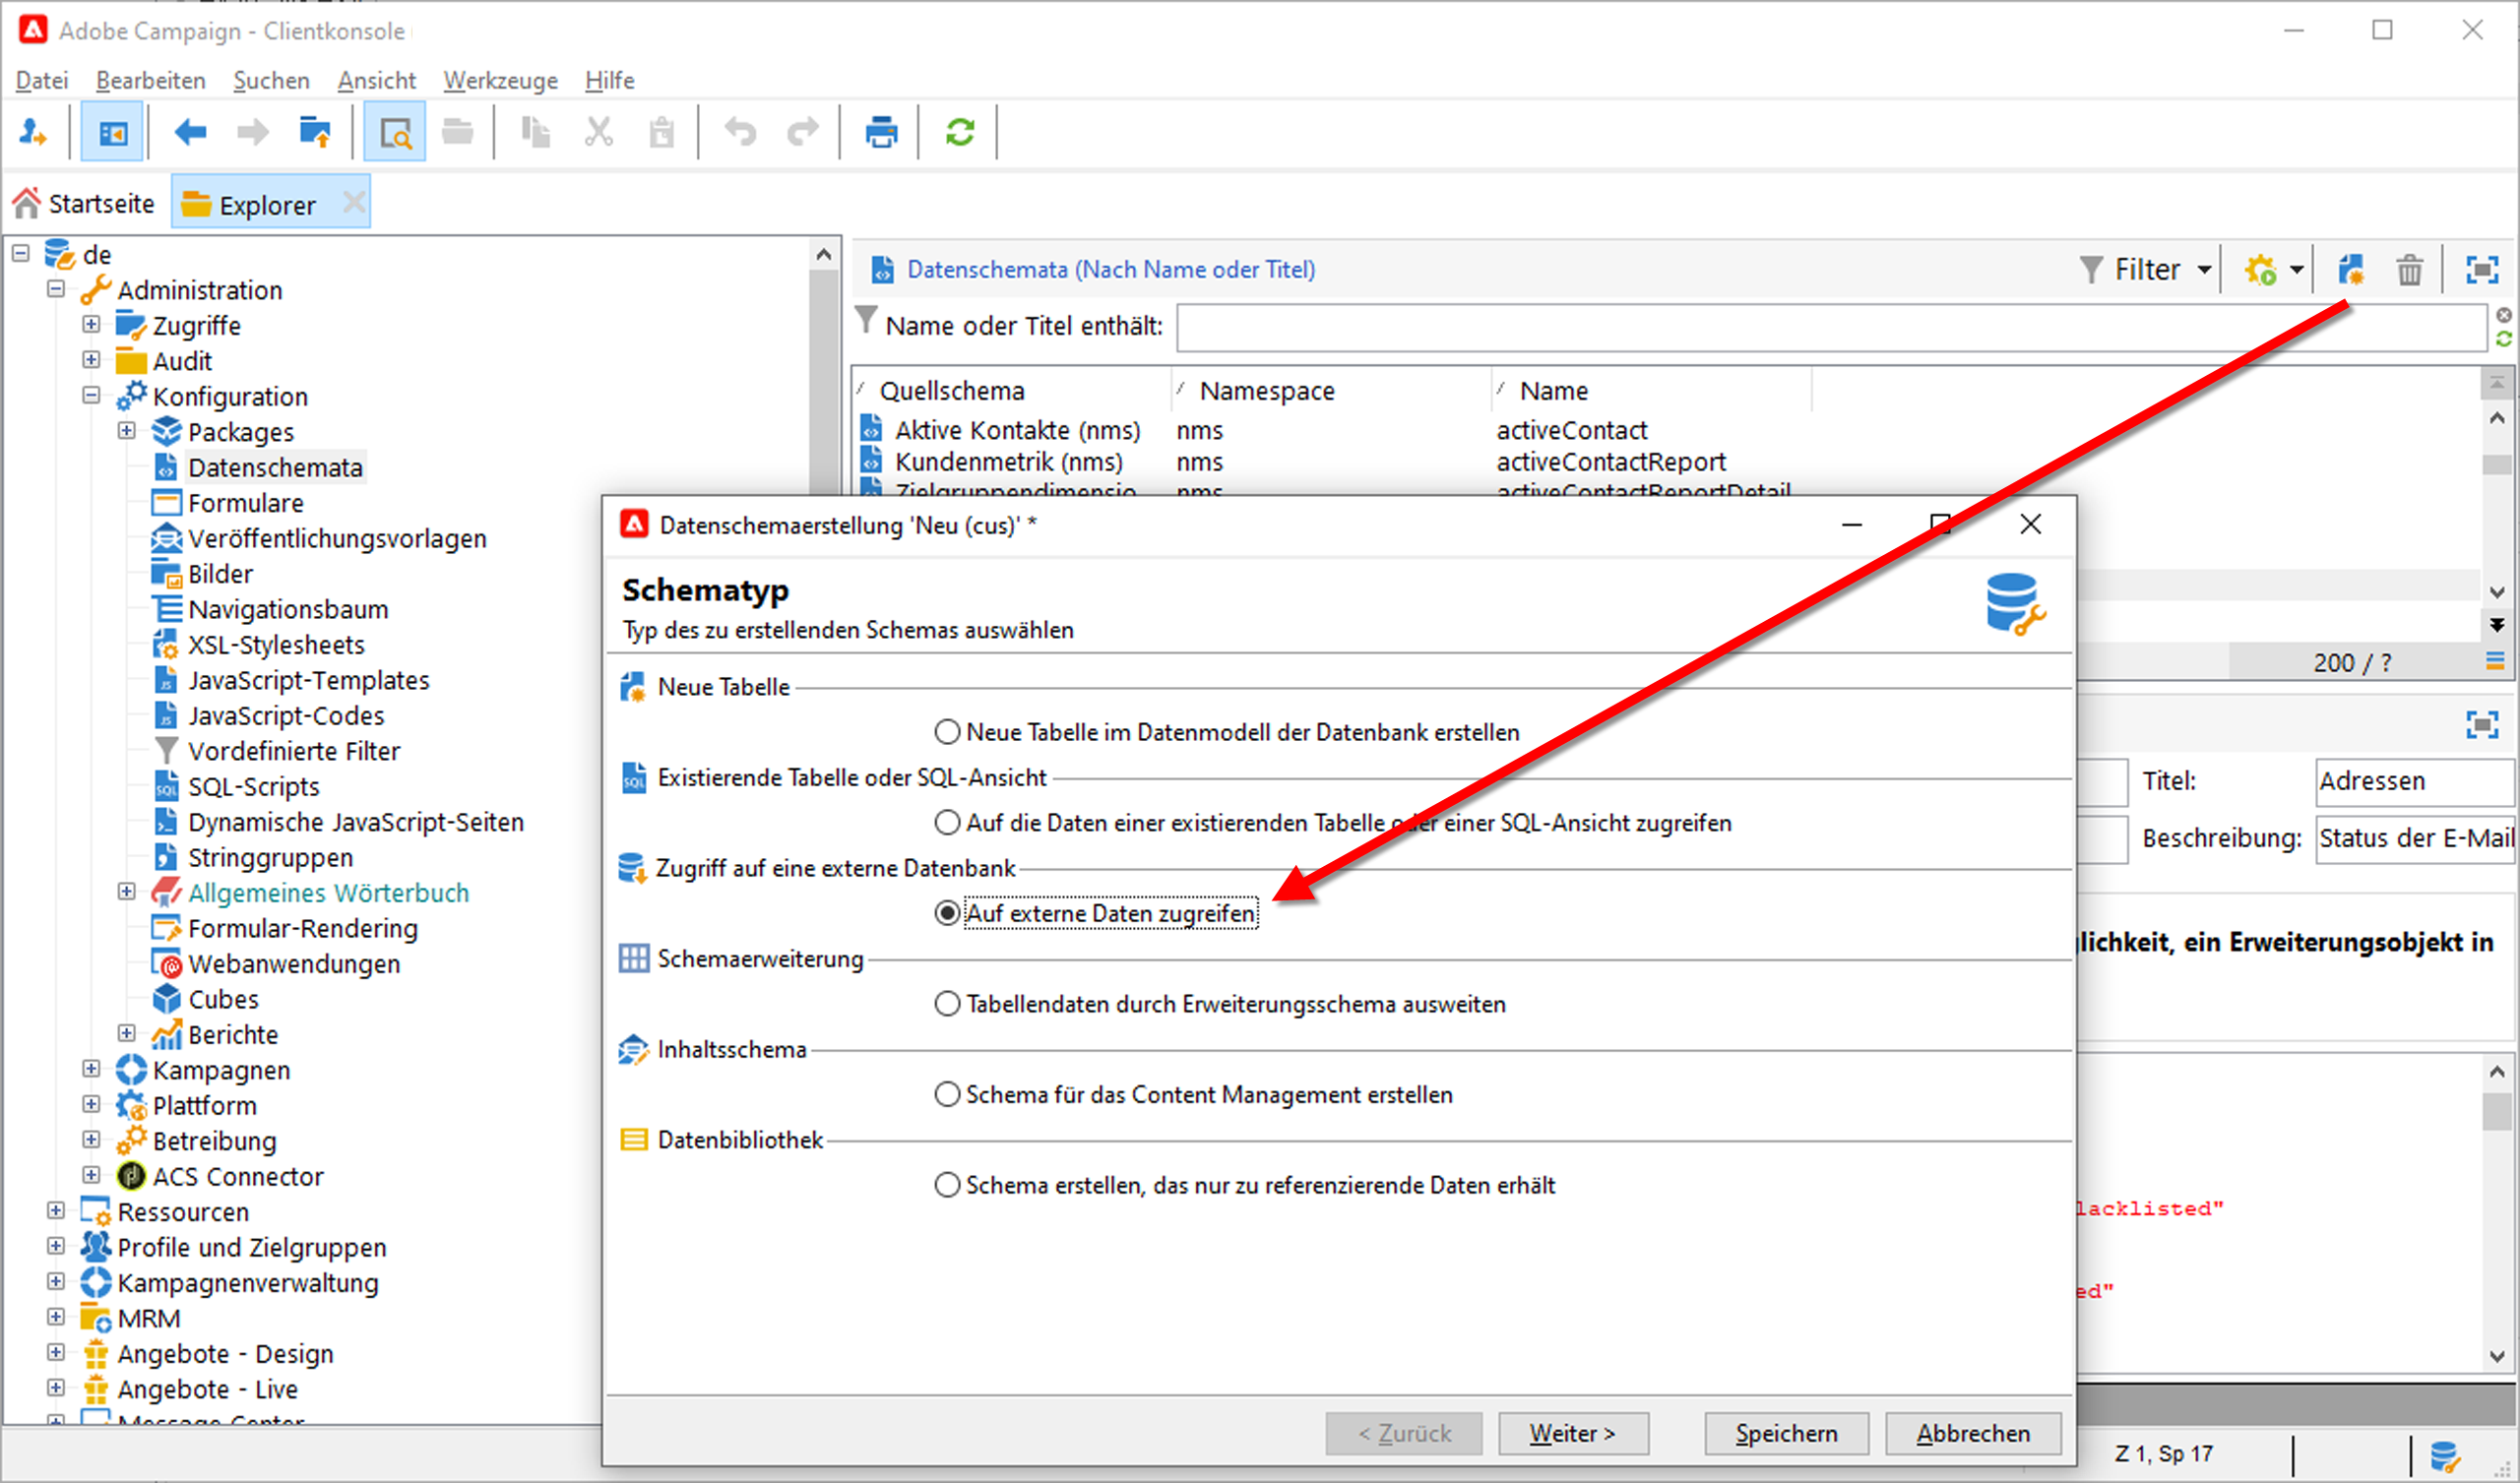 Adobe Campaign - Clientkonsole
Datei Bearbeiten Suchen Ansicht Werkzeuge Hilfe
Startseite Explorer
de
Administration
Zugriffe
Audit
Konfiguration
Packages
Datenschemata
Formulare
Veröffentlichungsvorlagen
Bilder
Navigationsbaum
XSL-Stylesheets
JavaScript-Templates
JavaScript-Codes
Vordefinierte Filter
SQL-Scripts
Dynamische JavaScript-Seiten
Stringgruppen
Allgemeines Wörterbuch
Formular-Rendering
Webanwendungen
Cubes
Berichte
Kampagnen
Plattform
Betreibung
ACS Connector
Ressourcen
Profile und Zielgruppen
Kampagnenverwaltung
MRM
Angebote - Design
Angebote - Live
Message Center
Datenschemata (Nach Name oder Titel) Filter
Name oder Titel enthält:
Quellschema Namespace Name
Aktive Kontakte (nms) nms activeContact
Kundenmetrik (nms) nms activeContactReport
Zielgruppendimensio nms activeContactReportDetail
200 / ?
Titel: Adressen
Beschreibung: Status der E-Mail
lichkeit, ein Erweiterungsobjekt in
lacklisted"
ed"
Z 1, Sp 17
Datenschemaerstellung 'Neu (cus)' *
Schematyp
Typ des zu erstellenden Schemas auswählen
Neue Tabelle
Neue Tabelle im Datenmodell der Datenbank erstellen
SQL Existierende Tabelle oder SQL-Ansicht
Auf die Daten einer existierenden Tabelle oder einer SQL-Ansicht zugreifen
Zugriff auf eine externe Datenbank
Auf externe Daten zugreifen
Schemaerweiterung
Tabellendaten durch Erweiterungsschema ausweiten
Inhaltsschema
Schema für das Content Management erstellen
Datenbibliothek
Schema erstellen, das nur zu referenzierende Daten erhält
< Zurück Weiter > Speichern Abbrechen